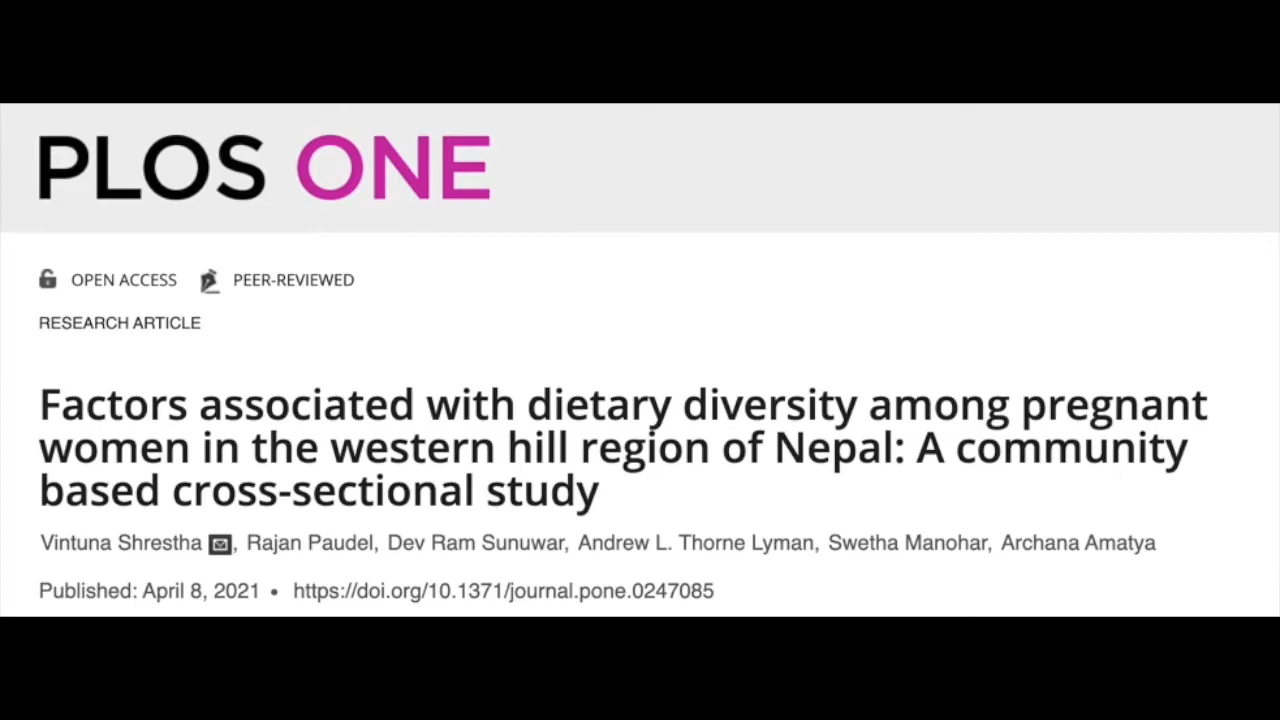 PLOS ONE
OPEN ACCESS PEER-REVIEWED
RESEARCH ARTICLE
Factors associated with dietary diversity among pregnant
women in the western hill region of Nepal: A community
based cross-sectional study
Vintuna Shrestha , Rajan Paudel, Dev Ram Sunuwar, Andrew L. Thorne Lyman, Swetha Manohar, Archana Amatya
Published: April 8, 2021 • https://doi.org/10.1371/journal.pone.0247085